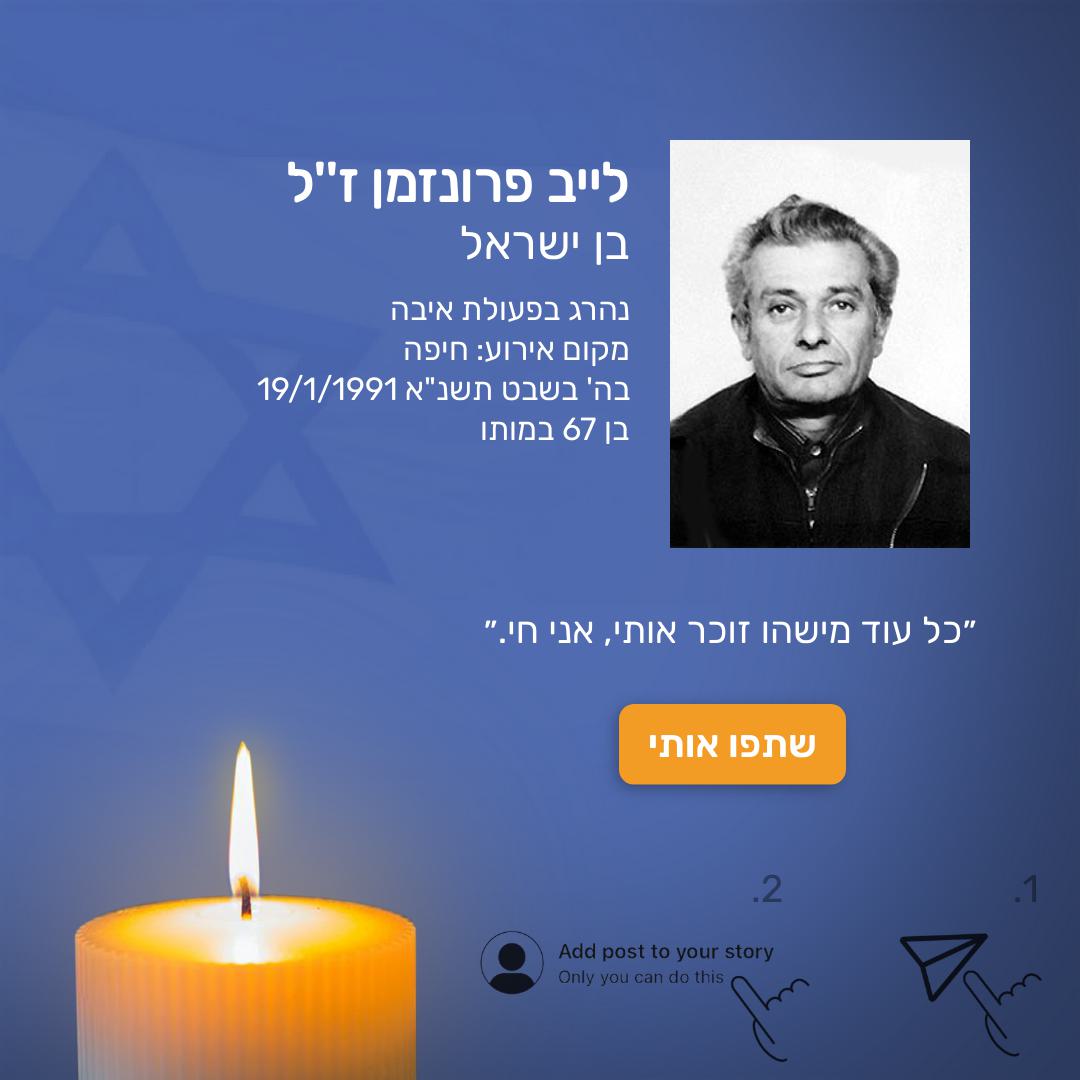 לייב פרונזמן ז"ל
בן ישראל
נהרג בפעולת איבה
מקום אירוע: חיפה
בה' בשבט תשנ"א 19/1/1991
בן 67 במותו
״כל עוד מישהו זוכר אותי, אני חי.״
שתפו אותי
.1
.2
Add post to your story
Only you can do this